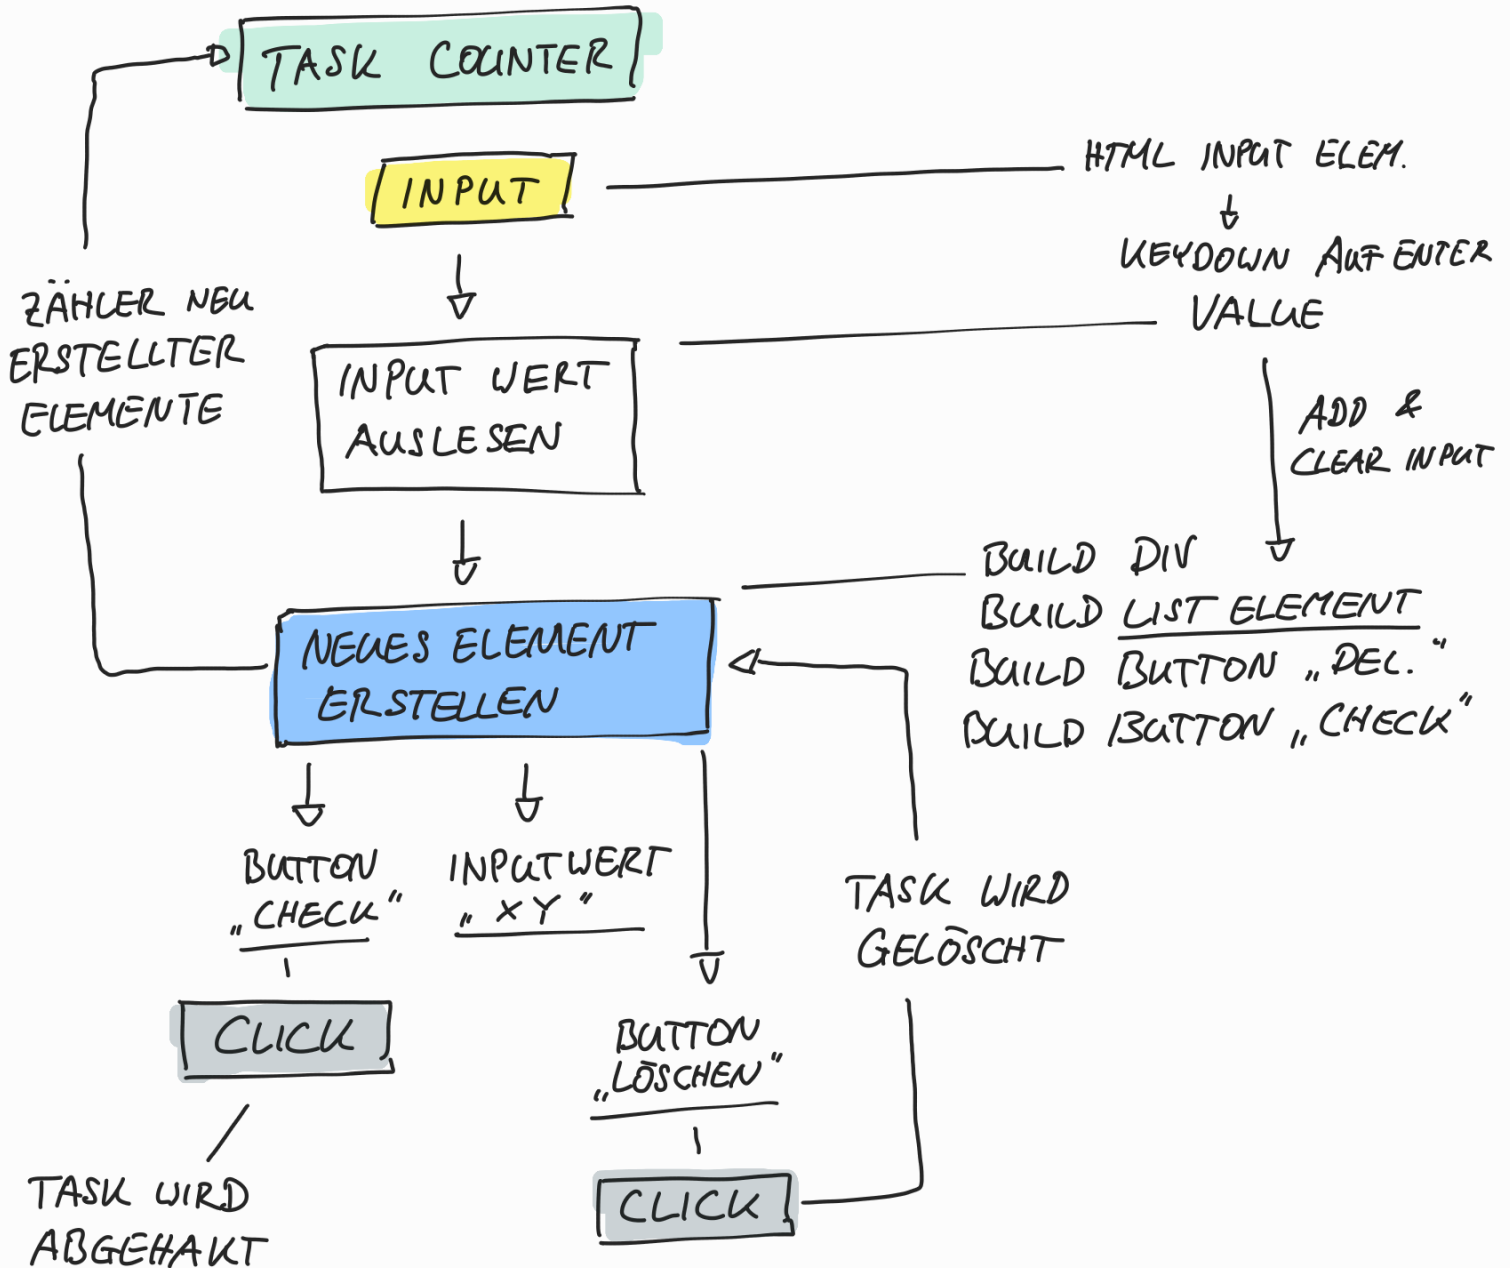 TASK COUNTER
INPUT
HTML INPUT ELEM.
KEYDOWN AUF ENTER
VALUE
ZÄHLER NEU
ERSTELLTER
ELEMENTE
INPUT WERT
AUSLESEN
ADD &
CLEAR INPUT
BUILD DIV
BUILD LIST ELEMENT
BUILD BUTTON „DEL."
BUILD BUTTON „CHECK"
NEUES ELEMENT
ERSTELLEN
BUTTON
„CHECK"
INPUTWERT
„XY"
TASK WIRD
GELÖSCHT
CLICK
BUTTON
„LÖSCHEN"
TASK WIRD
ABGEHAKT
CLICK